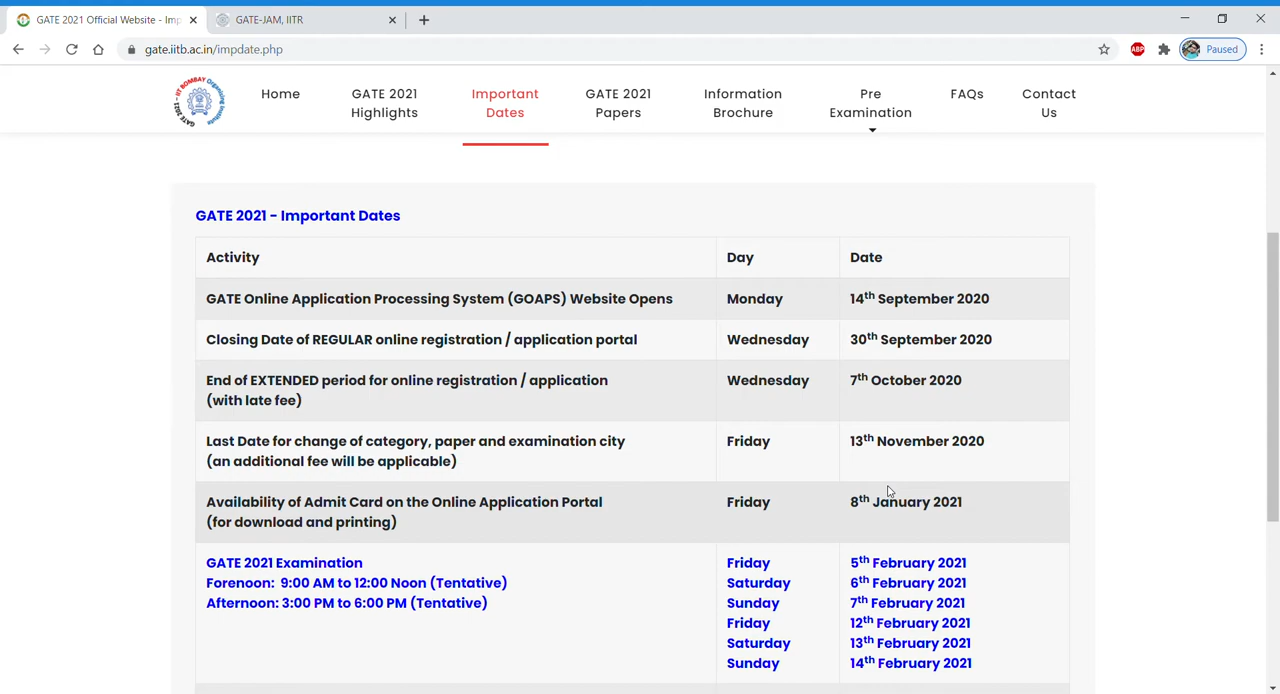 GATE 2021 Official Website - Imp
GATE-JAM, IITR
gate.iitb.ac.in/impdate.php
ABP
Paused
GATE 2021 - IIT BOMBAY Organising Institute
Home
GATE 2021
Highlights
Important
Dates
GATE 2021
Papers
Information
Brochure
Pre
Examination
FAQs
Contact
Us
GATE 2021 - Important Dates
Activity Day Date
GATE Online Application Processing System (GOAPS) Website Opens Monday 14th September 2020
Closing Date of REGULAR online registration / application portal Wednesday 30th September 2020
End of EXTENDED period for online registration / application Wednesday 7th October 2020
(with late fee)
Last Date for change of category, paper and examination city Friday 13th November 2020
(an additional fee will be applicable)
Availability of Admit Card on the Online Application Portal Friday 8th January 2021
(for download and printing)
GATE 2021 Examination Friday 5th February 2021
Forenoon: 9:00 AM to 12:00 Noon (Tentative) Saturday 6th February 2021
Afternoon: 3:00 PM to 6:00 PM (Tentative) Sunday 7th February 2021
Friday 12th February 2021
Saturday 13th February 2021
Sunday 14th February 2021